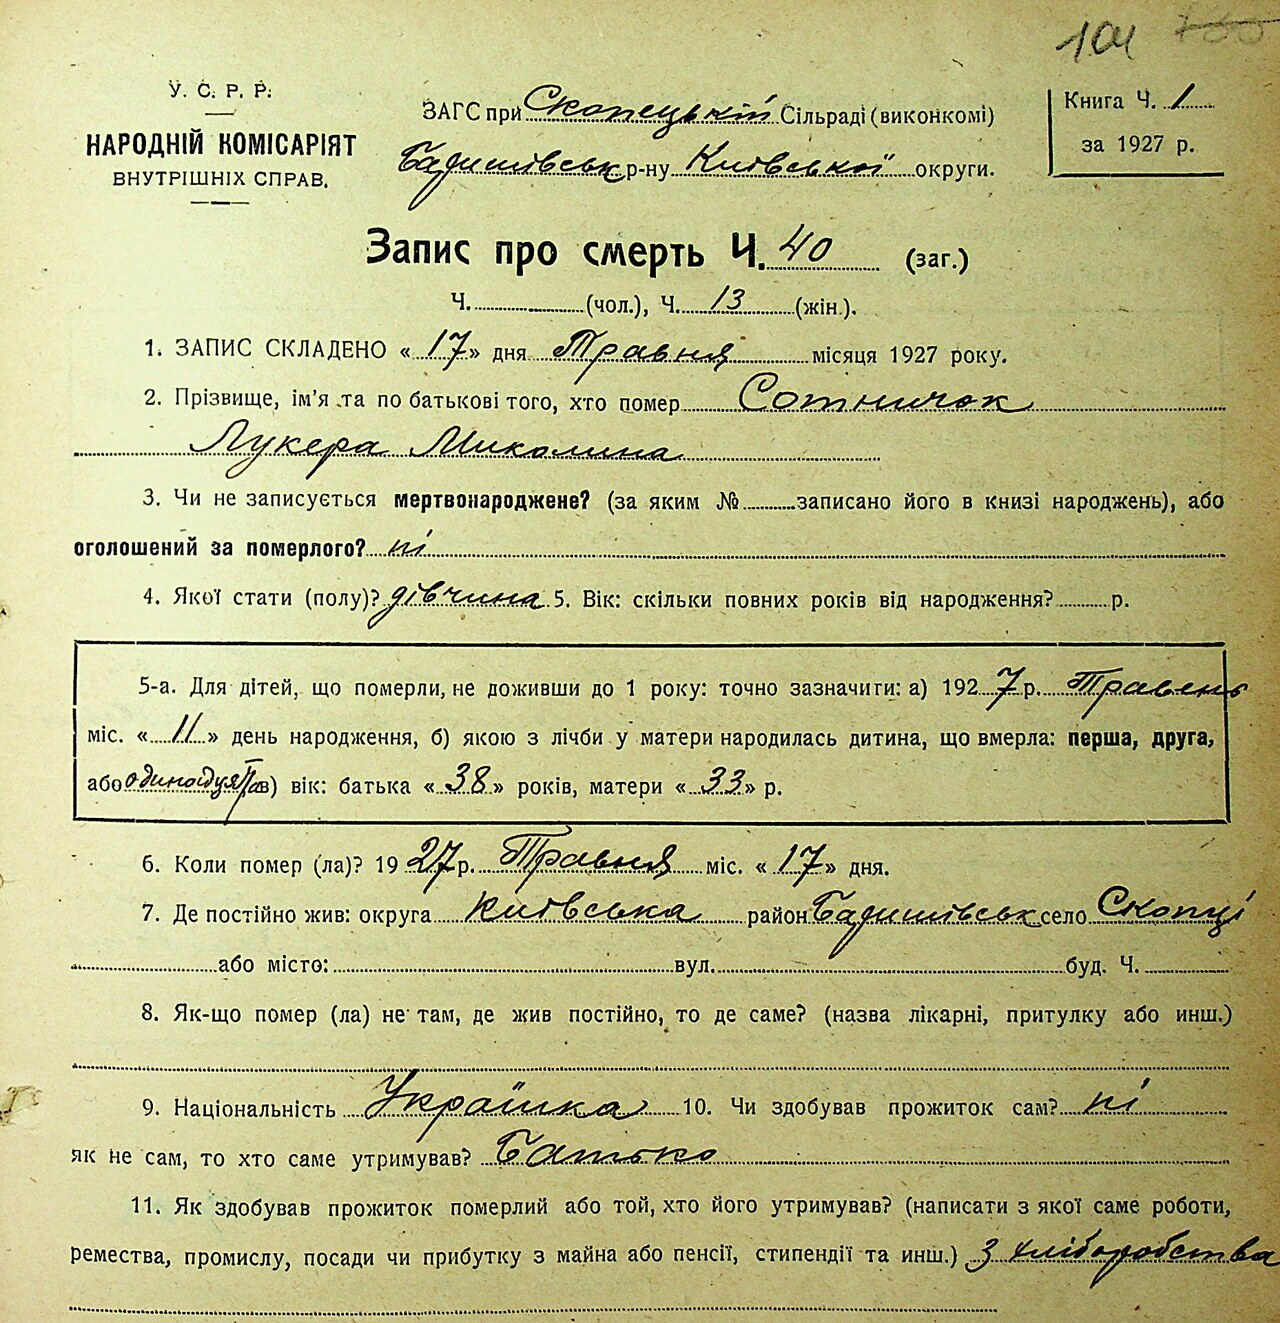 104 760
У. С. Р. Р.
НАРОДНІЙ КОМІСАРІЯТ
ВНУТРІШНІХ СПРАВ.
ЗАГС при Скопецькій Сільраді (виконкомі)
Баришівськ р-ну Київської округи.
Книга Ч. 1
за 1927 р.
Запис про смерть Ч. 40 (заг.)
Ч. (чол.), Ч. 13 (жін.).
1. ЗАПИС СКЛАДЕНО « 17 » дня Травня місяця 1927 року.
2. Прізвище, ім'я та по батькові того, хто помер Сотничок
Лукера Миколина
3. Чи не записується мертвонароджене? (за яким № записано його в книзі народжень), або
оголошений за померлого? ні
4. Якої стати (полу)? дівчина 5. Вік: скільки повних років від народження? р.
5-а. Для дітей, що померли, не доживши до 1 року: точно зазначити: а) 1927 р. Травень
міс. « 11 » день народження, б) якою з лічби у матери народилась дитина, що вмерла: перша, друга,
або одинадцята в) вік: батька « 38 » років, матери « 33 » р.
6. Коли помер (ла)? 1927 р. Травня міс. « 17 » дня.
7. Де постійно жив: округа Київська район Баришівськ село Скопці
або місто: вул. буд. Ч.
8. Як-що помер (ла) не там, де жив постійно, то де саме? (назва лікарні, притулку або инш.)
9. Національність Українка 10. Чи здобував прожиток сам? ні
як не сам, то хто саме утримував? Батько
11. Як здобував прожиток померлий або той, хто його утримував? (написати з якої саме роботи,
ремества, промислу, посади чи прибутку з майна або пенсії, стипендії та инш.) З хліборобства